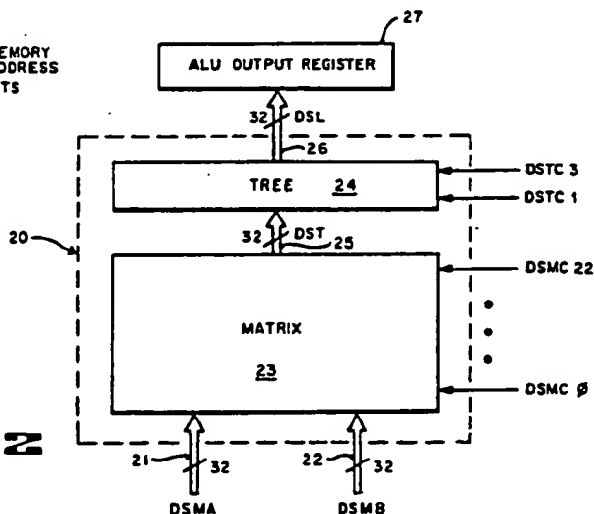 27
EMORY
DDRESS
TS
ALU OUTPUT REGISTER
32 DSL
26
TREE 24
DSTC 3
DSTC 1
20
32 DST
25
MATRIX
23
DSMC 22
DSMC Ø
21
32
22
32
DSMA
DSMB
2